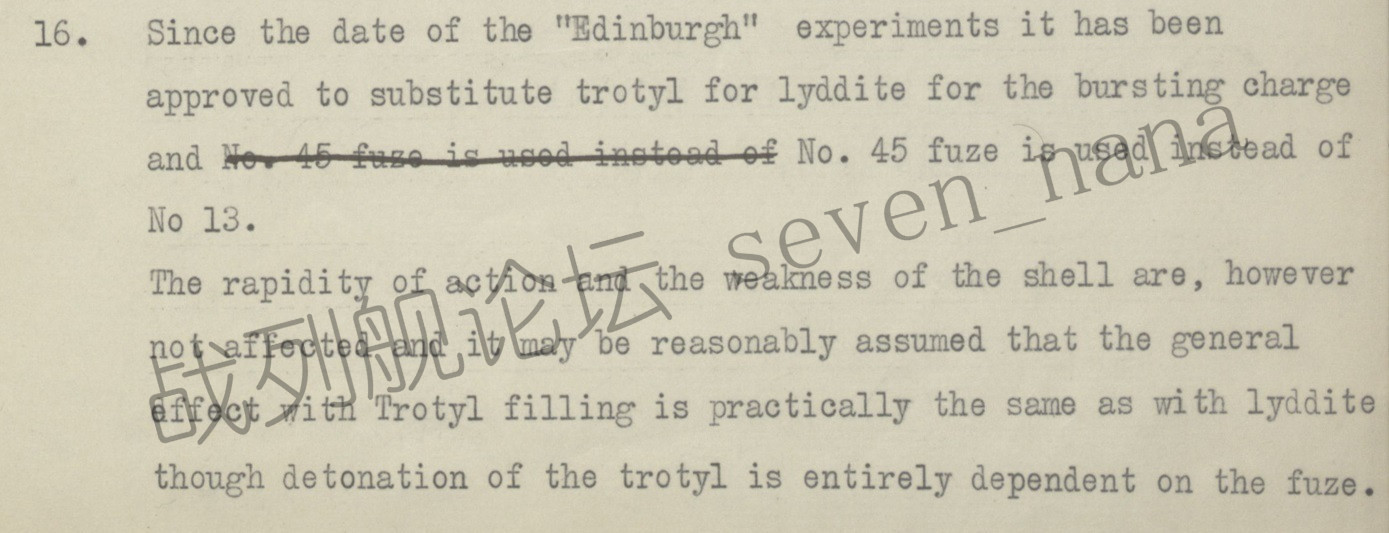 16. Since the date of the "Edinburgh" experiments it has been
approved to substitute trotyl for lyddite for the bursting charge
and No. 45 fuze is used instead of No. 45 fuze is used instead of
No 13.
The rapidity of action and the weakness of the shell are, however
not affected and it may be reasonably assumed that the general
effect with Trotyl filling is practically the same as with lyddite
though detonation of the trotyl is entirely dependent on the fuze.
战列舰论坛 seven_nana